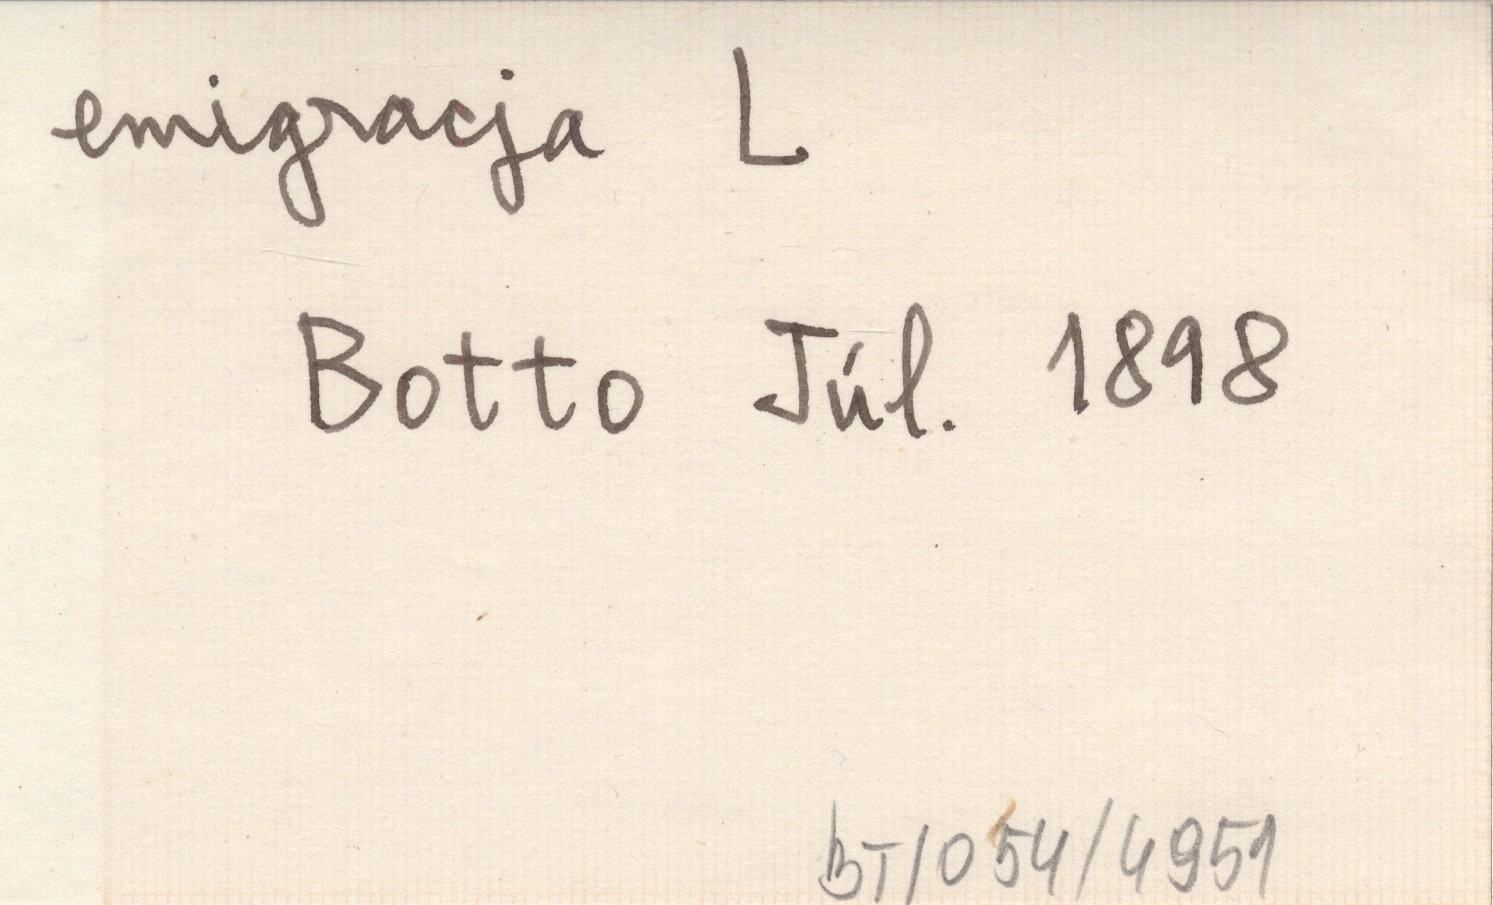 emigracja L
Botto Júl. 1898
BT/054/4951